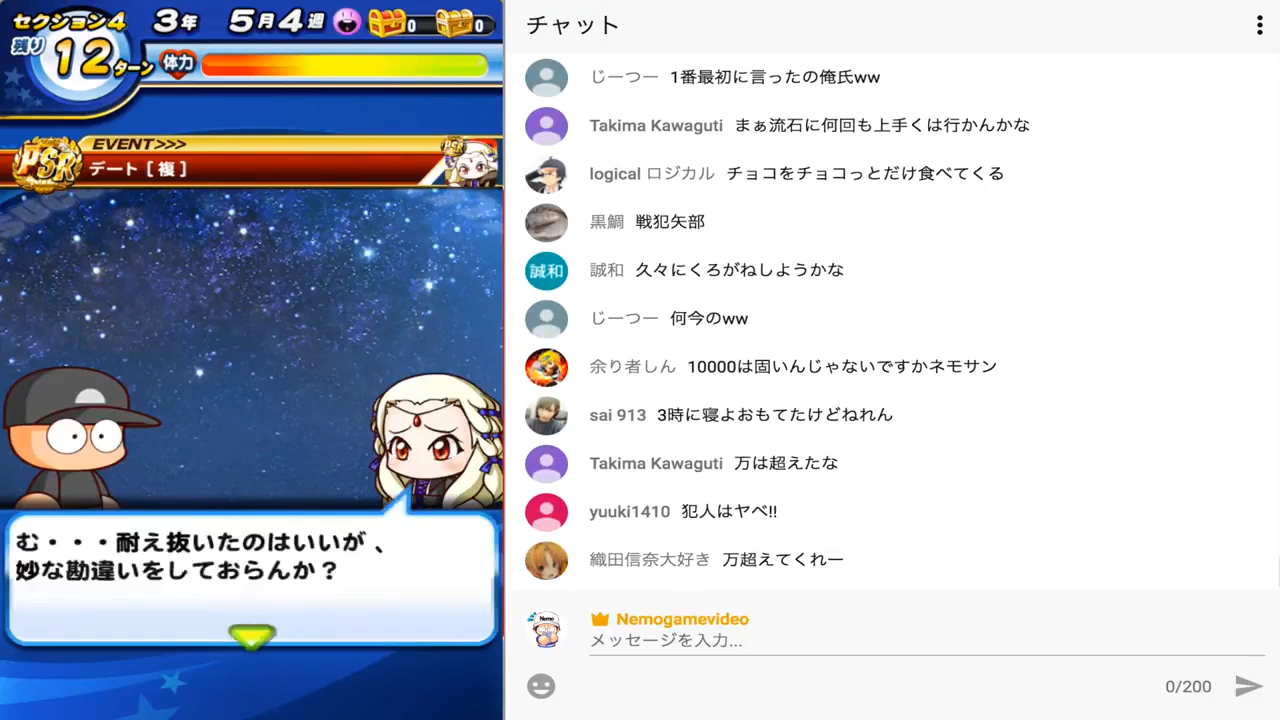 セクション4
残り12ターン
3年 5月4週
0
0
体力
PSR
EVENT>>>
デート［複］
PSR
む・・・耐え抜いたのはいいが、
妙な勘違いをしておらんか？
チャット
じーつー 1番最初に言ったの俺氏ww
Takima Kawaguti まぁ流石に何回も上手くは行かんかな
logical ロジカル チョコをチョコっとだけ食べてくる
黒鯛 戦犯矢部
誠和
誠和 久々にくろがねしようかな
じーつー 何今のww
余り者しん 10000は固いんじゃないですかネモサン
sai 913 3時に寝よおもてたけどねれん
Takima Kawaguti 万は超えたな
yuuki1410 犯人はヤベ!!
織田信奈大好き 万超えてくれー
Nemo
Nemogamevideo
メッセージを入力...
0/200